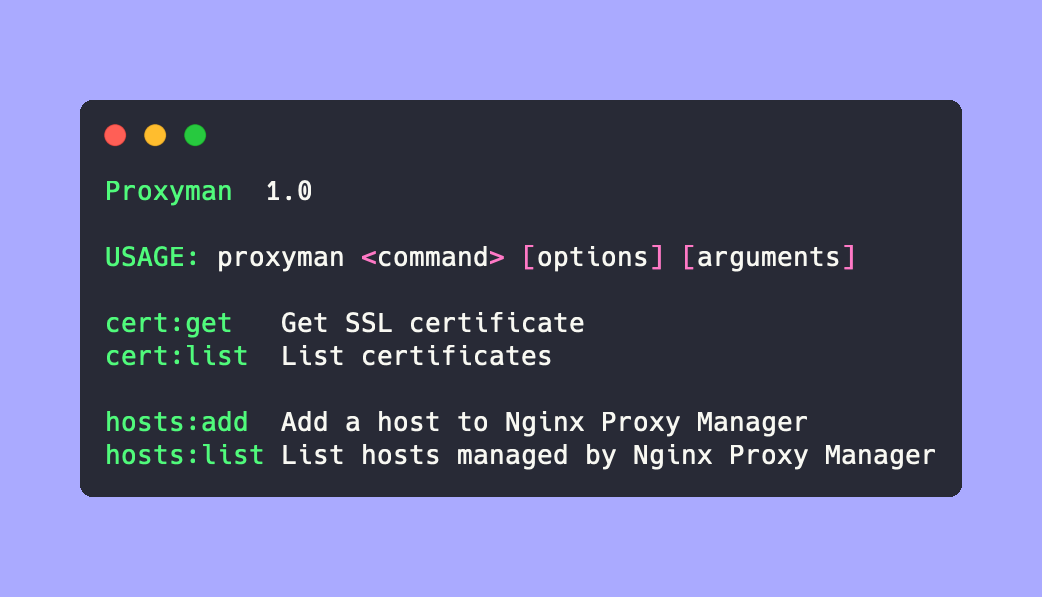 Proxyman  1.0
USAGE: proxyman <command> [options] [arguments]
cert:get   Get SSL certificate
cert:list  List certificates
hosts:add  Add a host to Nginx Proxy Manager
hosts:list List hosts managed by Nginx Proxy Manager